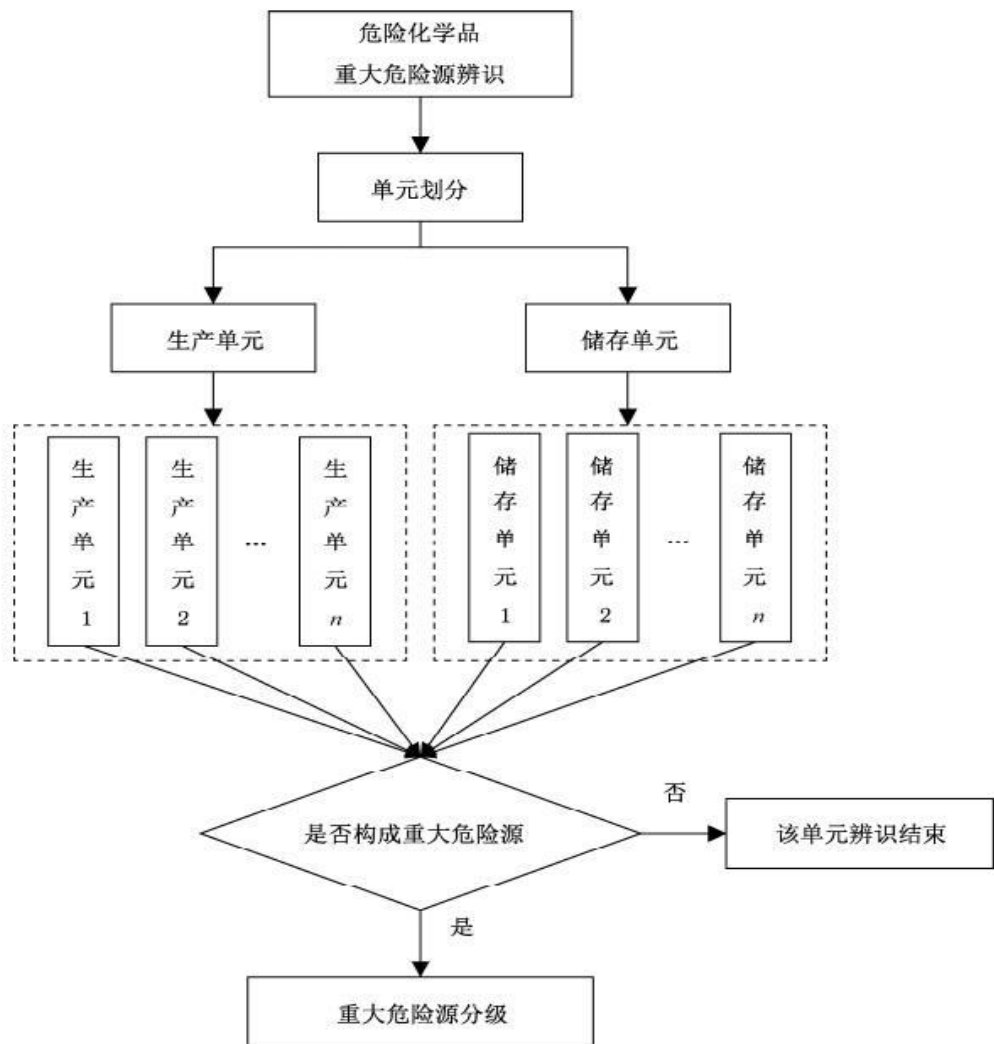 危险化学品
重大危险源辨识
单元划分
生产单元
储存单元
生产单元1
生产单元2
...
生产单元n
储存单元1
储存单元2
...
储存单元n
是否构成重大危险源
否
该单元辨识结束
是
重大危险源分级